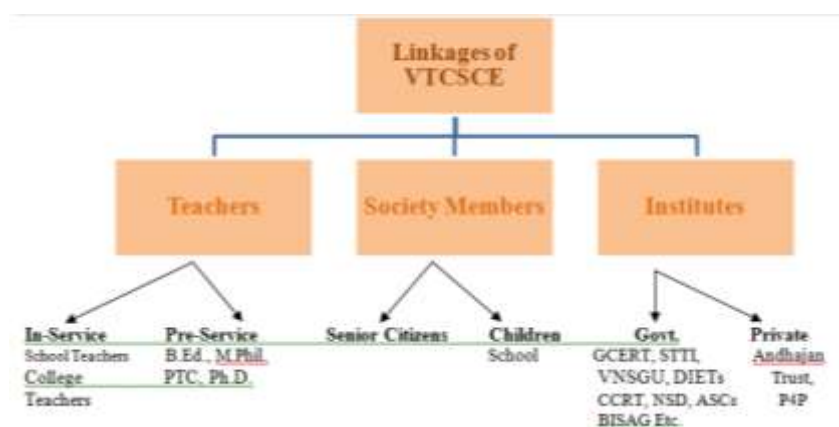 Linkages of
VTCSCE
Teachers
Society Members
Institutes
In-Service
School Teachers
College
Teachers
Pre-Service
B.Ed., M.Phil.
PTC, Ph.D.
Senior Citizens
Children
School
Govt.
GCERT, STTI,
VNSGU, DIETs
CCRT, NSD, ASCs
BISAG Etc.
Private
Andhajan
Trust,
P4P